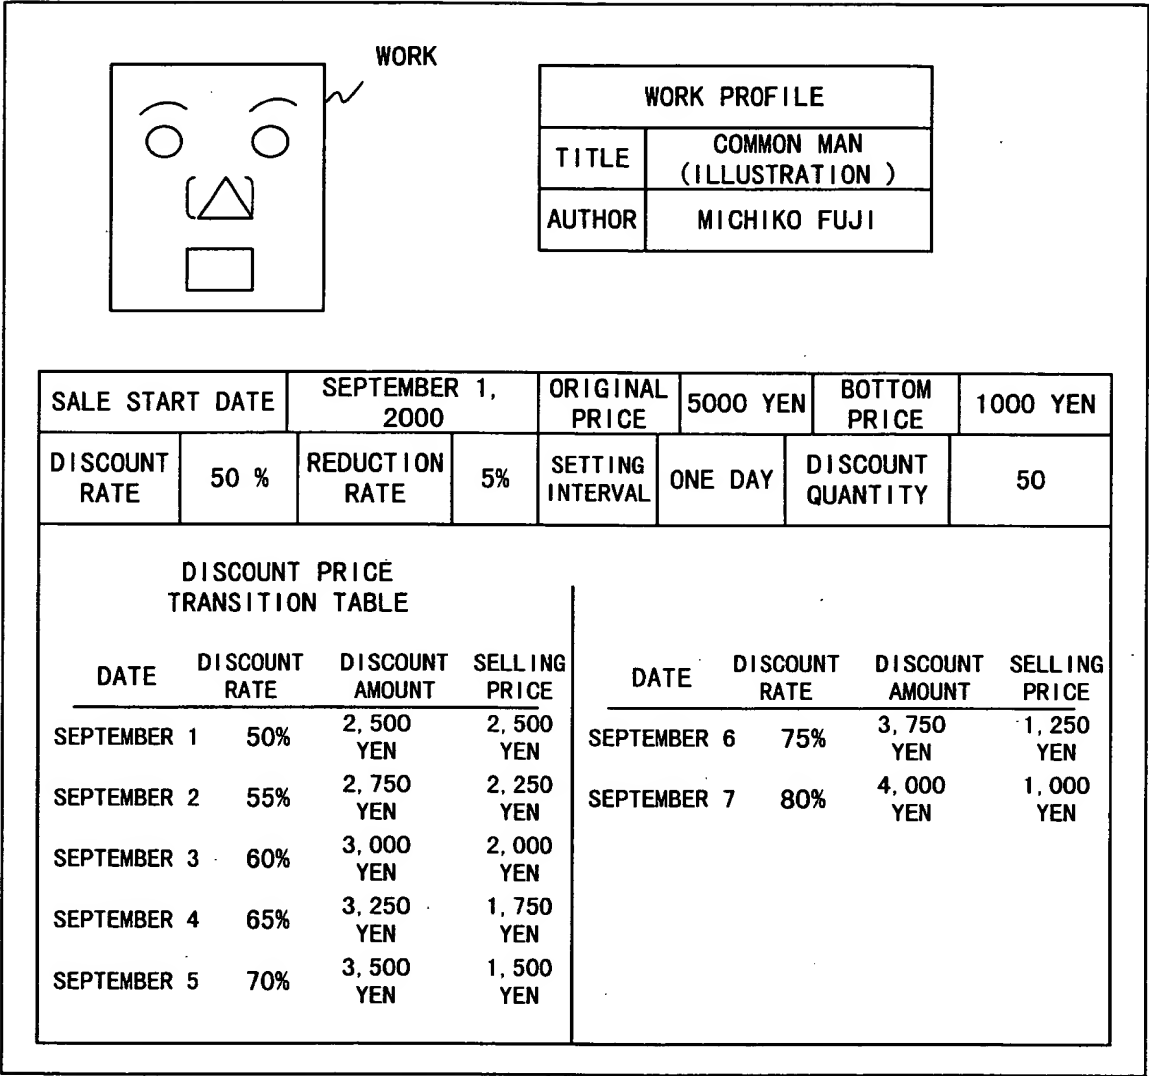 WORK
WORK PROFILE
TITLE
COMMON MAN
(ILLUSTRATION )
AUTHOR
MICHIKO FUJI
SALE START DATE
SEPTEMBER 1,
2000
ORIGINAL
PRICE
5000 YEN
BOTTOM
PRICE
1000 YEN
DISCOUNT
RATE
50 %
REDUCTION
RATE
5%
SETTING
INTERVAL
ONE DAY
DISCOUNT
QUANTITY
50
DISCOUNT PRICE
TRANSITION TABLE
DATE
DISCOUNT
RATE
DISCOUNT
AMOUNT
SELLING
PRICE
SEPTEMBER 1
50%
2,500
YEN
2,500
YEN
SEPTEMBER 2
55%
2,750
YEN
2,250
YEN
SEPTEMBER 3
60%
3,000
YEN
2,000
YEN
SEPTEMBER 4
65%
3,250
YEN
1,750
YEN
SEPTEMBER 5
70%
3,500
YEN
1,500
YEN
DATE
DISCOUNT
RATE
DISCOUNT
AMOUNT
SELLING
PRICE
SEPTEMBER 6
75%
3,750
YEN
1,250
YEN
SEPTEMBER 7
80%
4,000
YEN
1,000
YEN